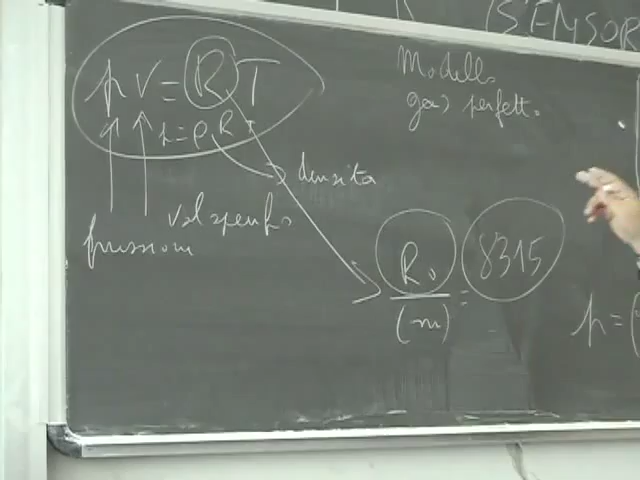 (SENSOR
pV = RT
p = ρRT
Modello
gas perfetto
densità
vol specifico
pressione
R₀
/(m) = 8315
p = (